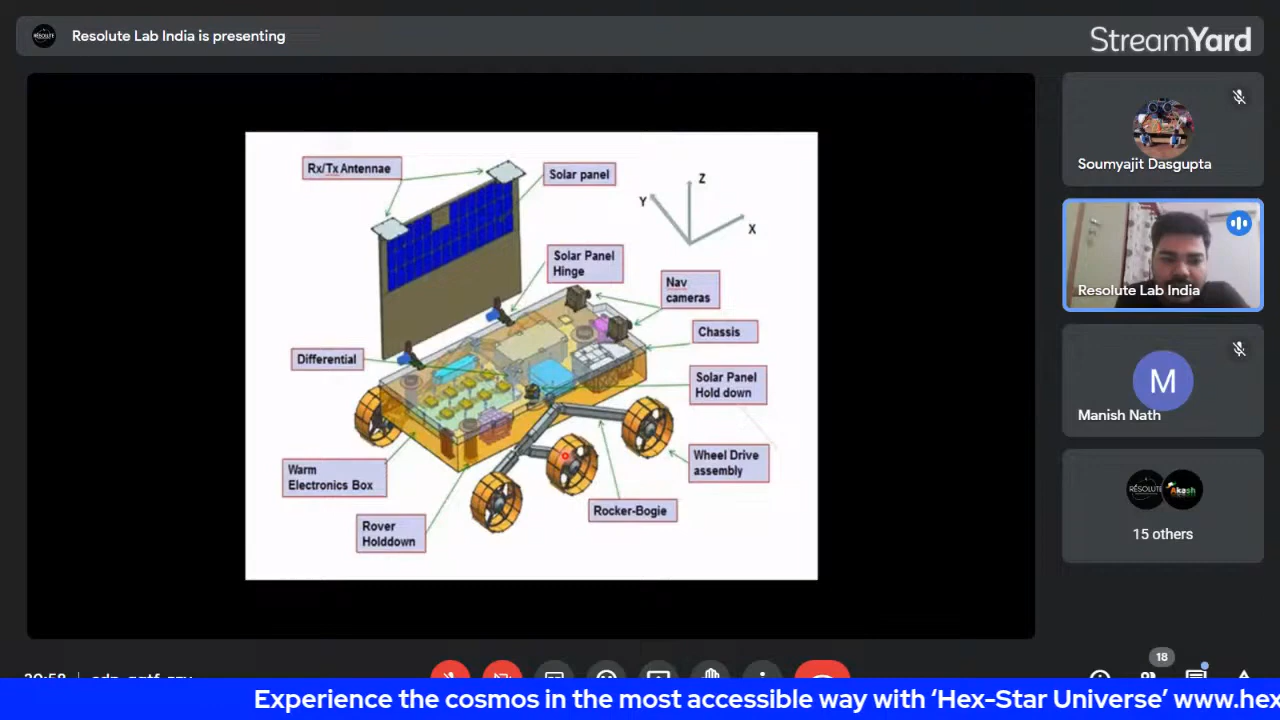 Resolute Lab India is presenting
StreamYard
Rx/Tx Antennae
Solar panel
Z
Y
X
Solar Panel
Hinge
Nav
cameras
Chassis
Differential
Solar Panel
Hold down
Wheel Drive
assembly
Warm
Electronics Box
Rocker-Bogie
Rover
Holddown
Soumyajit Dasgupta
RÉSOLUTE
Resolute Lab India
M
Manish Nath
RÉSOLUTE
Akash
15 others
18
Experience the cosmos in the most accessible way with ‘Hex-Star Universe’ www.hex